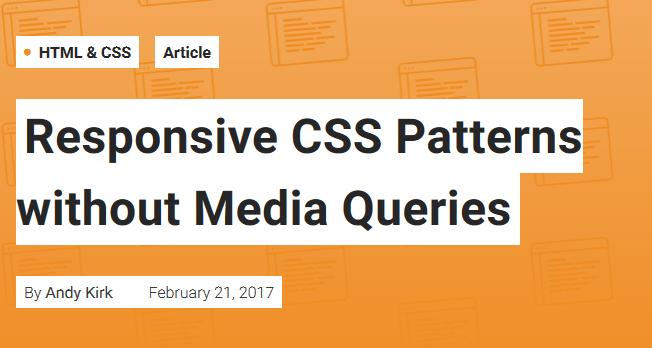 HTML & CSS Article
Responsive CSS Patterns
without Media Queries
By Andy Kirk February 21, 2017